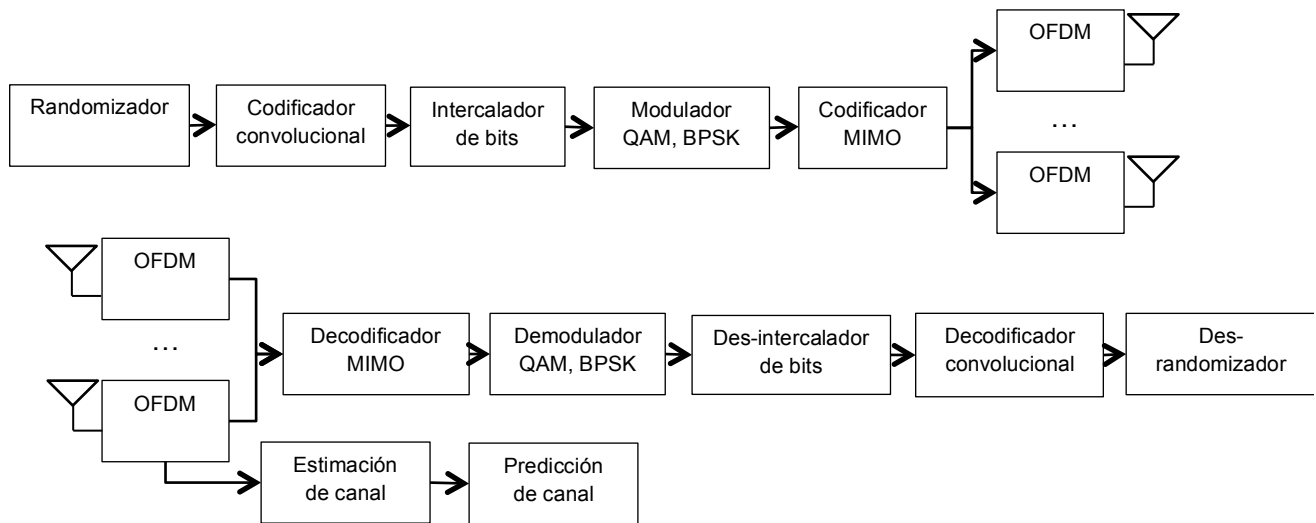 OFDM
Randomizador
Codificador
convolucional
Intercalador
de bits
Modulador
QAM, BPSK
Codificador
MIMO
...
OFDM
OFDM
...
OFDM
Decodificador
MIMO
Demodulador
QAM, BPSK
Des-intercalador
de bits
Decodificador
convolucional
Des-
randomizador
Estimación
de canal
Predicción
de canal